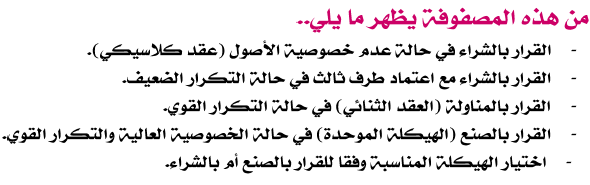 من هذه المصفوفة يظهر ما يلي..
- القرار بالشراء في حالة عدم خصوصية الأصول (عقد كلاسيكي).
- القرار بالشراء مع اعتماد طرف ثالث في حالة التكرار الضعيف.
- القرار بالمناولة (العقد الثنائي) في حالة التكرار القوي.
- القرار بالصنع (الهيكلة الموحدة) في حالة الخصوصية العالية والتكرار القوي.
- اختيار الهيكلة المناسبة وفقا للقرار بالصنع أم بالشراء.